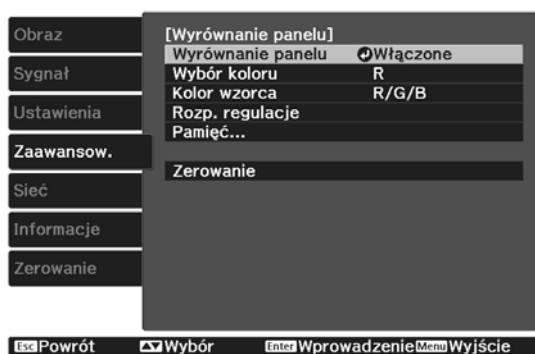 Obraz
Sygnał
Ustawienia
Zaawansow.
Sieć
Informacje
Zerowanie
[Wyrównanie panelu]
Wyrównanie panelu Włączone
Wybór koloru R
Kolor wzorca R/G/B
Rozp. regulacje
Pamięć...
Zerowanie
Esc Powrót Wybór Enter Wprowadzenie Menu Wyjście